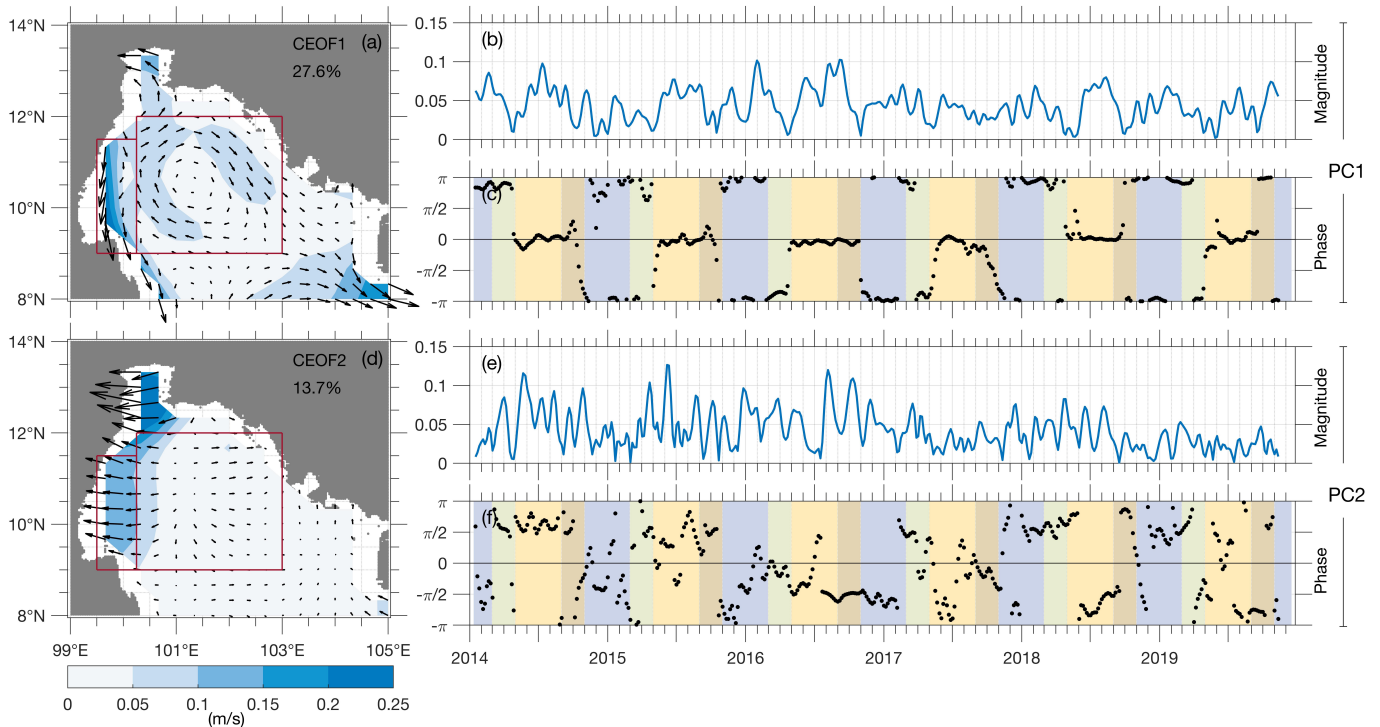 14°N
12°N
10°N
8°N
CEOF1
(a)
27.6%
0.15
0.1
0.05
0
(b)
Magnitude
π
π/2
0
-π/2
-π
(c)
Phase
PC1
14°N
12°N
10°N
8°N
99°E
101°E
103°E
105°E
CEOF2
(d)
13.7%
0
0.05
0.1
0.15
0.2
0.25
(m/s)
0.15
0.1
0.05
0
(e)
Magnitude
π
π/2
0
-π/2
-π
(f)
Phase
PC2
2014
2015
2016
2017
2018
2019